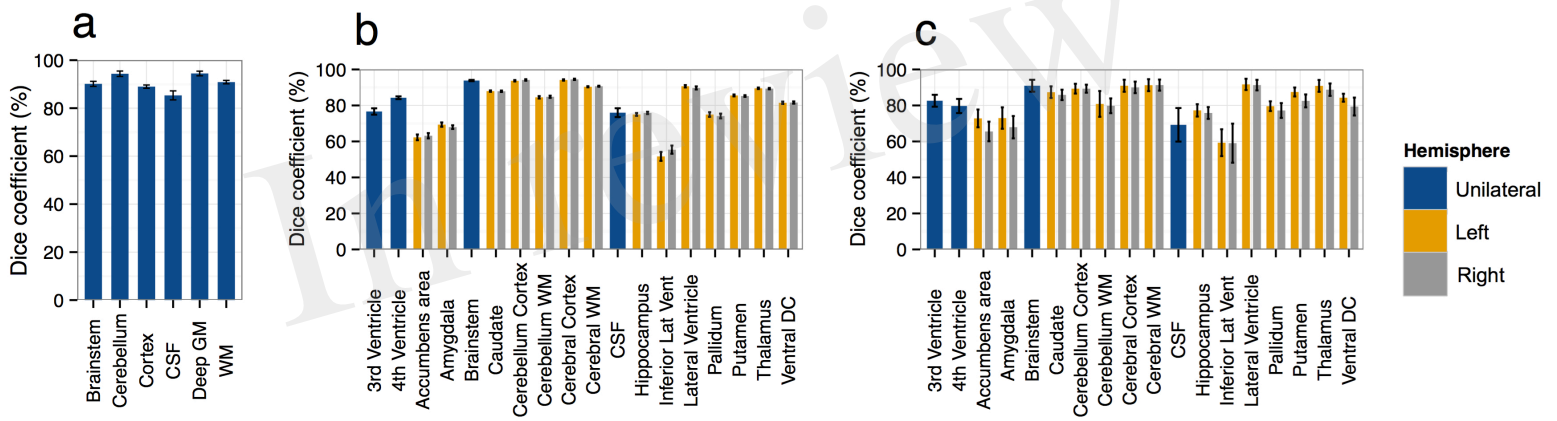 a
Dice coefficient (%)
100
80
60
40
20
0
Brainstem
Cerebellum
Cortex
CSF
Deep GM
WM
b
Dice coefficient (%)
100
80
60
40
20
0
3rd Ventricle
4th Ventricle
Accumbens area
Amygdala
Brainstem
Caudate
Cerebellum Cortex
Cerebellum WM
Cerebral Cortex
Cerebral WM
CSF
Hippocampus
Inferior Lat Vent
Lateral Ventricle
Pallidum
Putamen
Thalamus
Ventral DC
c
Dice coefficient (%)
100
80
60
40
20
0
3rd Ventricle
4th Ventricle
Accumbens area
Amygdala
Brainstem
Caudate
Cerebellum Cortex
Cerebellum WM
Cerebral Cortex
Cerebral WM
CSF
Hippocampus
Inferior Lat Vent
Lateral Ventricle
Pallidum
Putamen
Thalamus
Ventral DC
Hemisphere
Unilateral
Left
Right
In review